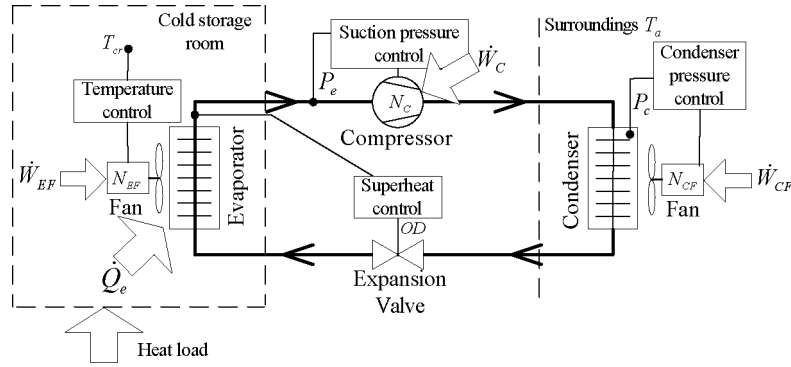 Cold storage
room
T_cr
Temperature
control
Ẇ_EF
N_EF
Fan
Evaporator
Q̇_e
Heat load
Suction pressure
control
P_e
N_C
Ẇ_C
Compressor
Superheat
control
OD
Expansion
Valve
Surroundings T_a
Condenser
pressure
control
P_c
Condenser
N_CF
Fan
Ẇ_CF